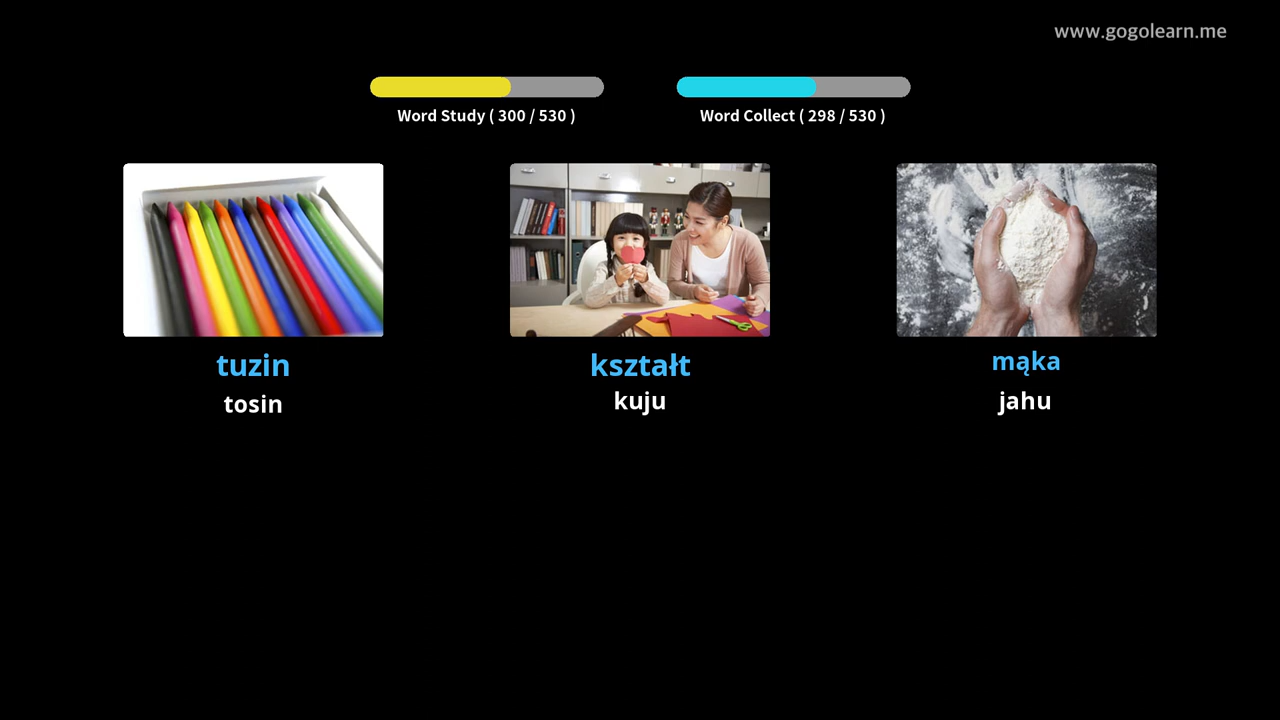 www.gogolearn.me
Word Study ( 300 / 530 )
Word Collect ( 298 / 530 )
tuzin
tosin
kształt
kuju
mąka
jahu